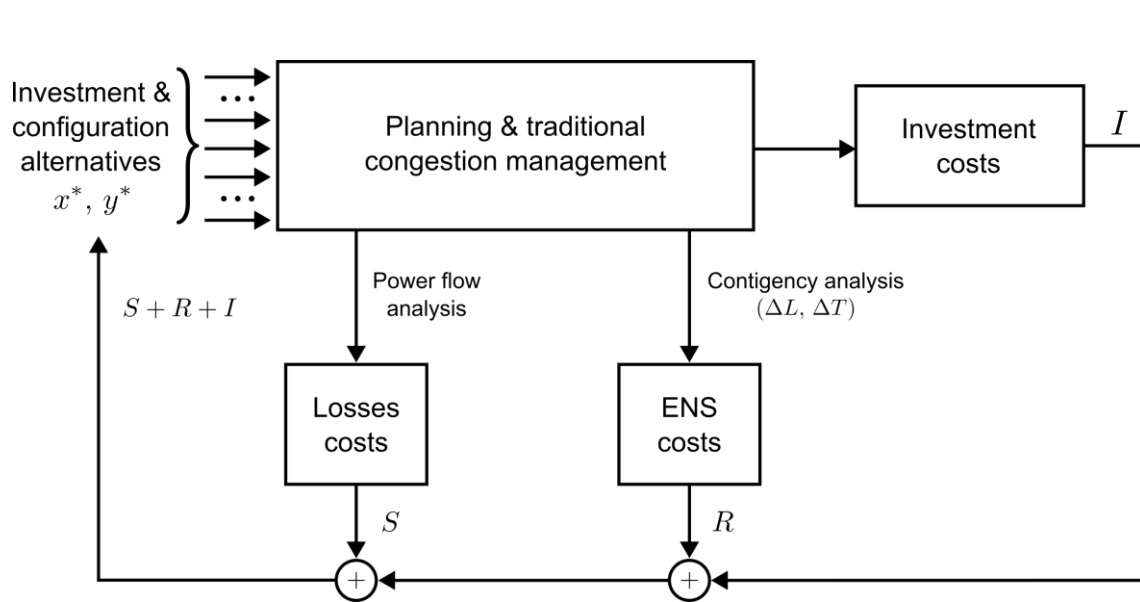 Investment &
configuration
alternatives
x*, y*
...
...
Planning & traditional
congestion management
Investment
costs
I
Power flow
analysis
Contigency analysis
(ΔL, ΔT)
S + R + I
Losses
costs
ENS
costs
S
R
+
+